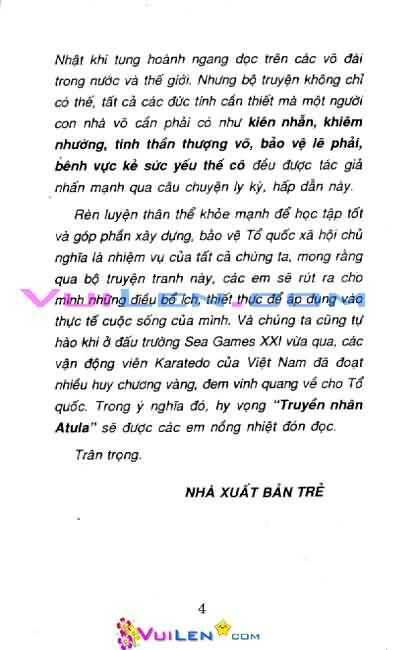 Nhật khi tung hoành ngang dọc trên các võ đài
trong nước và thế giới. Nhưng bộ truyện không chỉ
có thế, tất cả các đức tính cần thiết mà một người
con nhà võ cần phải có như kiên nhẫn, khiêm
nhường, tinh thần thượng võ, bảo vệ lẽ phải,
bênh vực kẻ sức yếu thế cô đều được tác giả
nhấn mạnh qua câu chuyện ly kỳ, hấp dẫn này.
Rèn luyện thân thể khỏe mạnh để học tập tốt
và góp phần xây dựng, bảo vệ Tổ quốc xã hội chủ
nghĩa là nhiệm vụ của tất cả chúng ta, mong rằng
qua bộ truyện tranh này, các em sẽ rút ra cho
mình những điều bổ ích, thiết thực để áp dụng vào
thực tế cuộc sống của mình. Và chúng ta cũng tự
hào khi ở đấu trường Sea Games XXI vừa qua, các
vận động viên Karatedo của Việt Nam đã đoạt
nhiều huy chương vàng, đem vinh quang về cho Tổ
quốc. Trong ý nghĩa đó, hy vọng "Truyền nhân
Atula" sẽ được các em nồng nhiệt đón đọc.
Trân trọng.
NHÀ XUẤT BẢN TRẺ
VUILEN.COM
4
VUILEN.COM